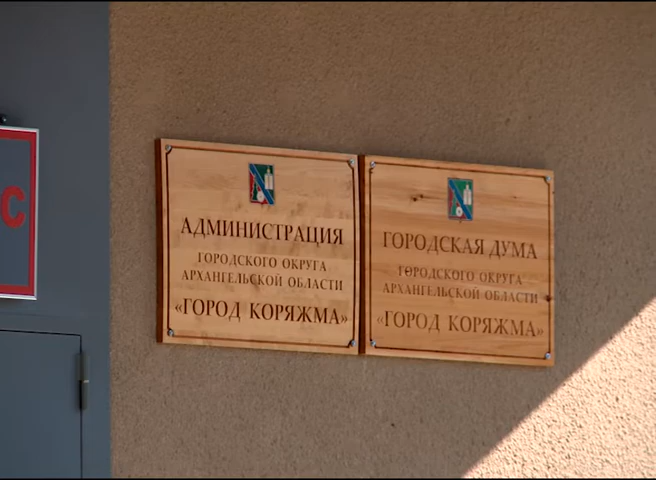 С
АДМИНИСТРАЦИЯ
ГОРОДСКОГО ОКРУГА
АРХАНГЕЛЬСКОЙ ОБЛАСТИ
«ГОРОД КОРЯЖМА»
ГОРОДСКАЯ ДУМА
ГОРОДСКОГО ОКРУГА
АРХАНГЕЛЬСКОЙ ОБЛАСТИ
«ГОРОД КОРЯЖМА»